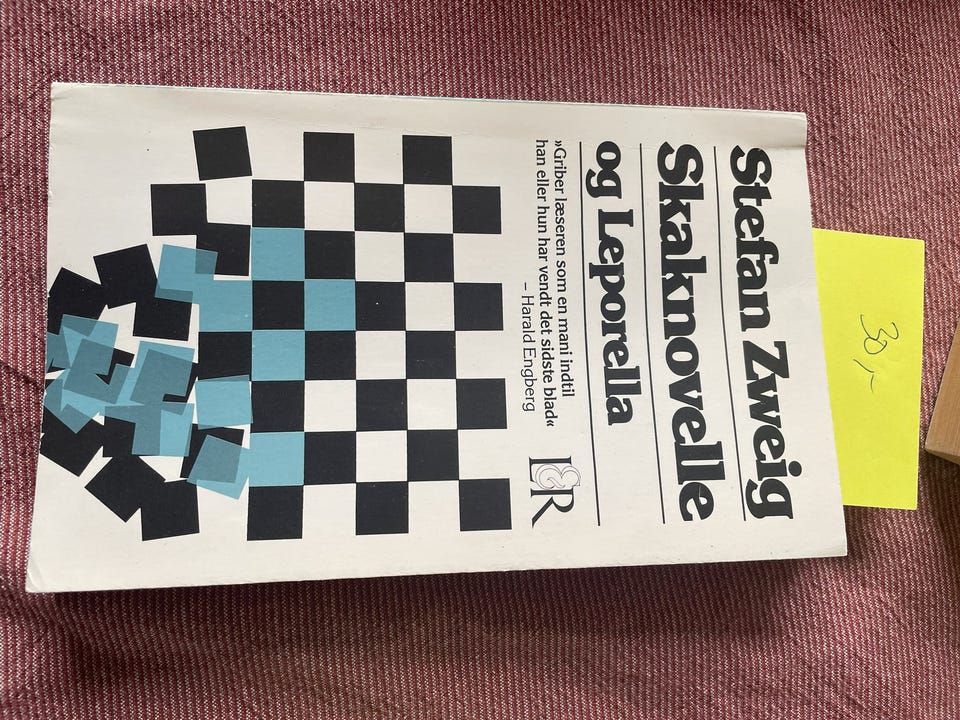 Stefan Zweig
Skaknovelle
og Leporella
»Griber læseren som en mani indtil
han eller hun har vendt det sidste blad«
– Harald Engberg
L&R
30,-